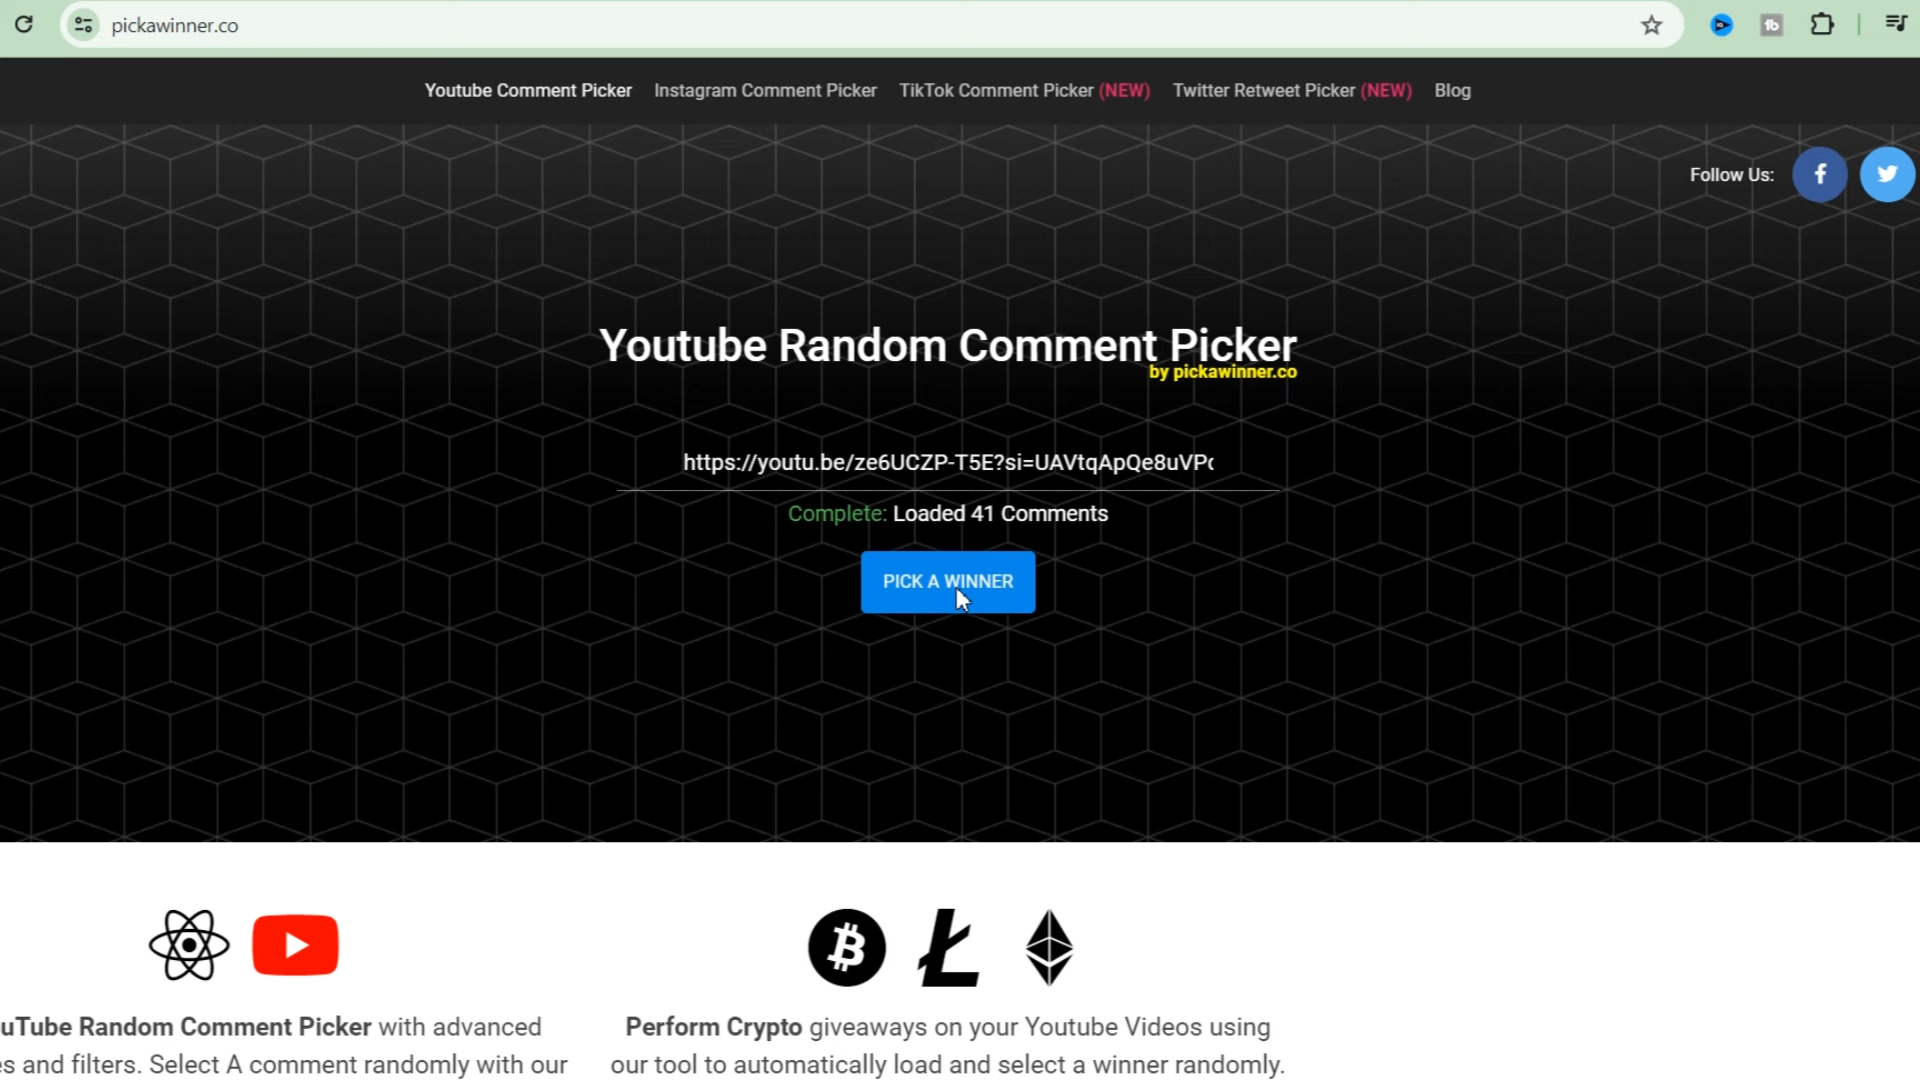 pickawinner.co
Youtube Comment Picker Instagram Comment Picker TikTok Comment Picker (NEW) Twitter Retweet Picker (NEW) Blog
Follow Us:
Youtube Random Comment Picker
by pickawinner.co
https://youtu.be/ze6UCZP-T5E?si=UAVtqApQe8uVP
Complete: Loaded 41 Comments
PICK A WINNER
uTube Random Comment Picker with advanced
s and filters. Select A comment randomly with our
Perform Crypto giveaways on your Youtube Videos using
our tool to automatically load and select a winner randomly.